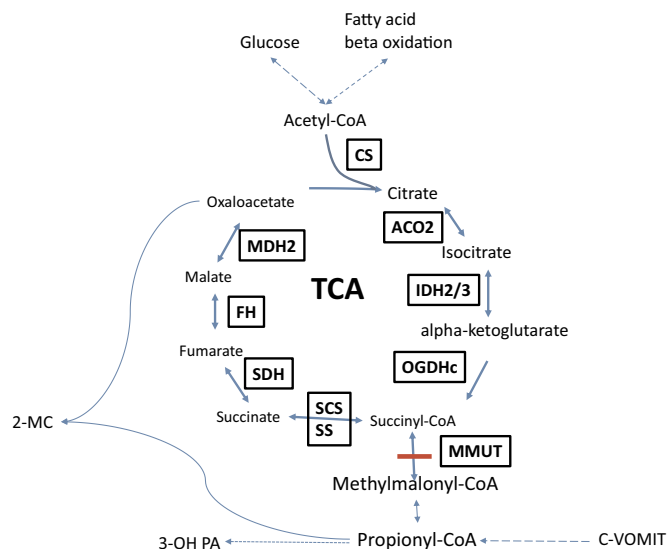 Glucose
Fatty acid
beta oxidation
Acetyl-CoA
CS
Oxaloacetate
Citrate
ACO2
MDH2
Isocitrate
Malate
TCA
IDH2/3
FH
alpha-ketoglutarate
Fumarate
SDH
OGDHc
Succinate
SCS
SS
Succinyl-CoA
2-MC
MMUT
Methylmalonyl-CoA
3-OH PA
Propionyl-CoA
C-VOMIT